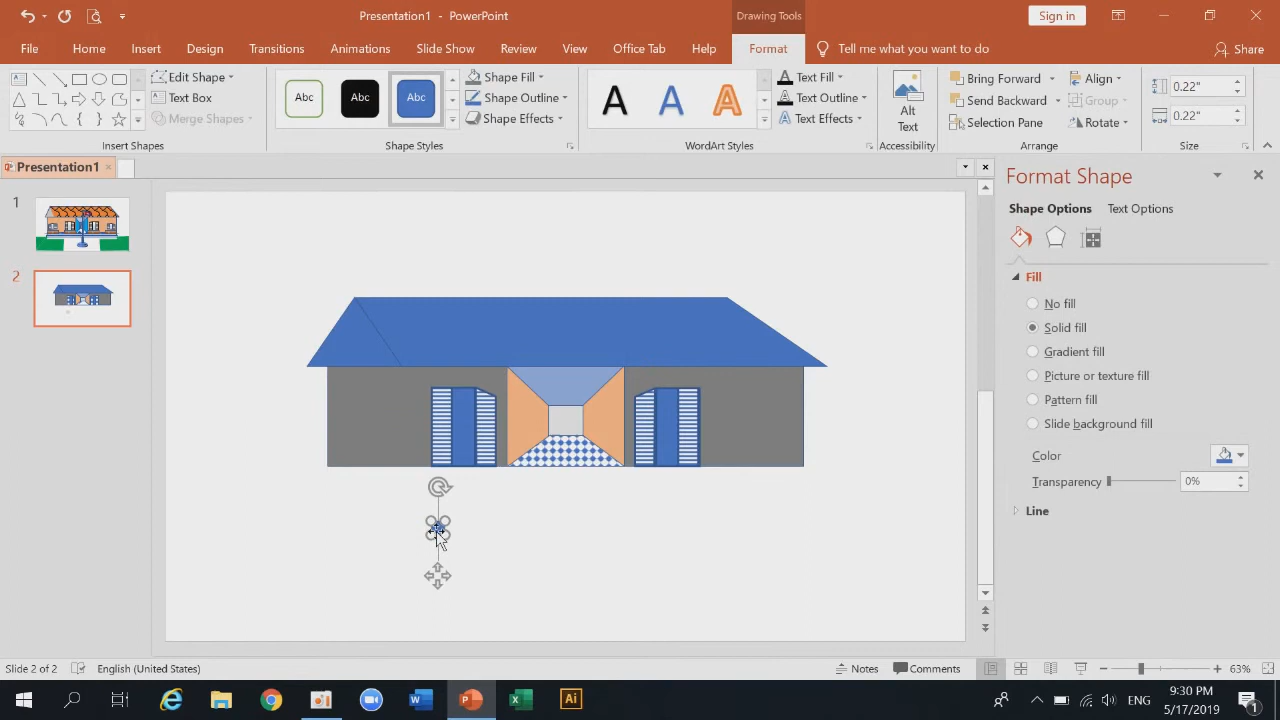 Presentation1 - PowerPoint
Drawing Tools
Sign in
File
Home
Insert
Design
Transitions
Animations
Slide Show
Review
View
Office Tab
Help
Format
Tell me what you want to do
Share
Edit Shape
Text Box
Merge Shapes
Insert Shapes
Abc
Abc
Abc
Shape Fill
Shape Outline
Shape Effects
Shape Styles
A
A
A
Text Fill
Text Outline
Text Effects
WordArt Styles
Alt
Text
Accessibility
Bring Forward
Send Backward
Selection Pane
Align
Group
Rotate
Arrange
0.22"
0.22"
Size
Presentation1
1
2
Format Shape
Shape Options
Text Options
Fill
No fill
Solid fill
Gradient fill
Picture or texture fill
Pattern fill
Slide background fill
Color
Transparency
0%
Line
Slide 2 of 2
English (United States)
Notes
Comments
63%
Ai
ENG
9:30 PM
5/17/2019
1